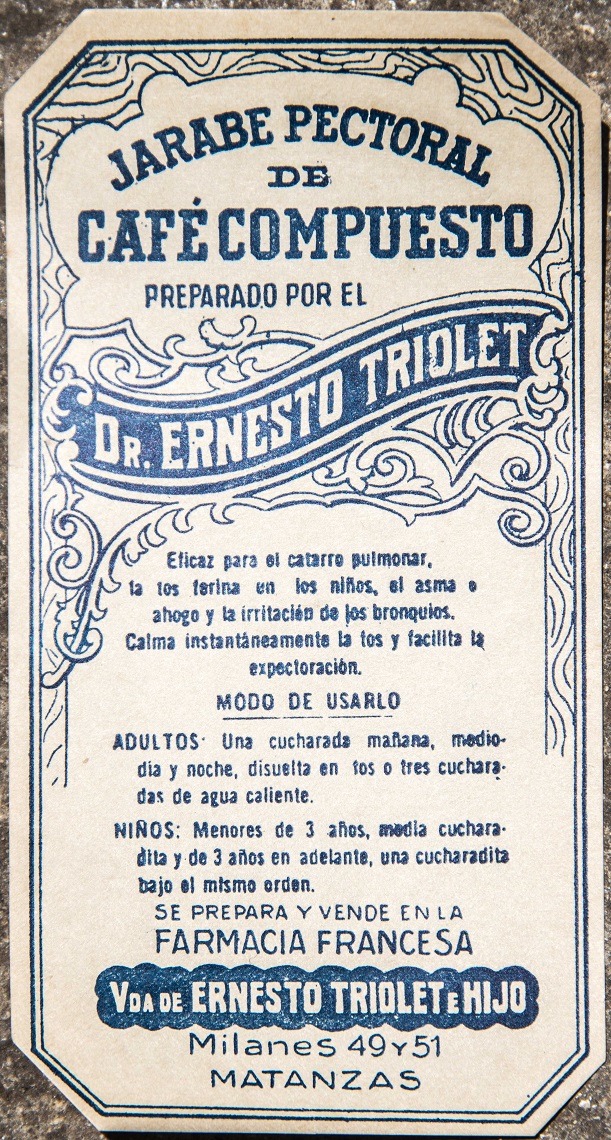 JARABE PECTORAL
DE
CAFÉ COMPUESTO
PREPARADO POR EL
DR. ERNESTO TRIOLET
Eficaz para el catarro pulmonar,
la tos ferina en los niños, el asma o
ahogo y la irritación de los bronquios.
Calma instantáneamente la tos y facilita la
expectoración.
MODO DE USARLO
ADULTOS: Una cucharada mañana, medio-
día y noche, disuelta en tos o tres cuchara-
das de agua caliente.
NIÑOS: Menores de 3 años, media cuchara-
dita y de 3 años en adelante, una cucharadita
bajo el mismo orden.
SE PREPARA Y VENDE EN LA
FARMACIA FRANCESA
VDA DE ERNESTO TRIOLET E HIJO
Milanes 49 Y 51
MATANZAS